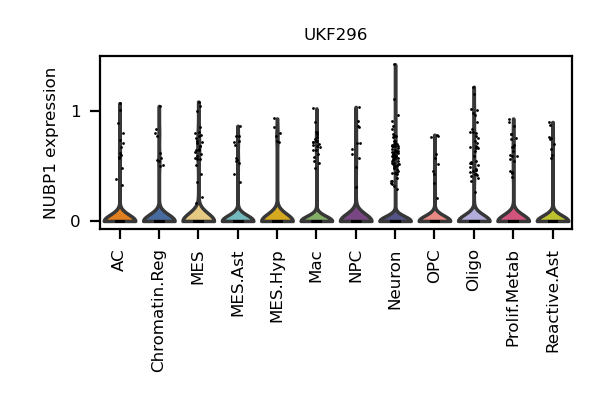 UKF296
NUBP1 expression
1
0
AC
Chromatin.Reg
MES
MES.Ast
MES.Hyp
Mac
NPC
Neuron
OPC
Oligo
Prolif.Metab
Reactive.Ast